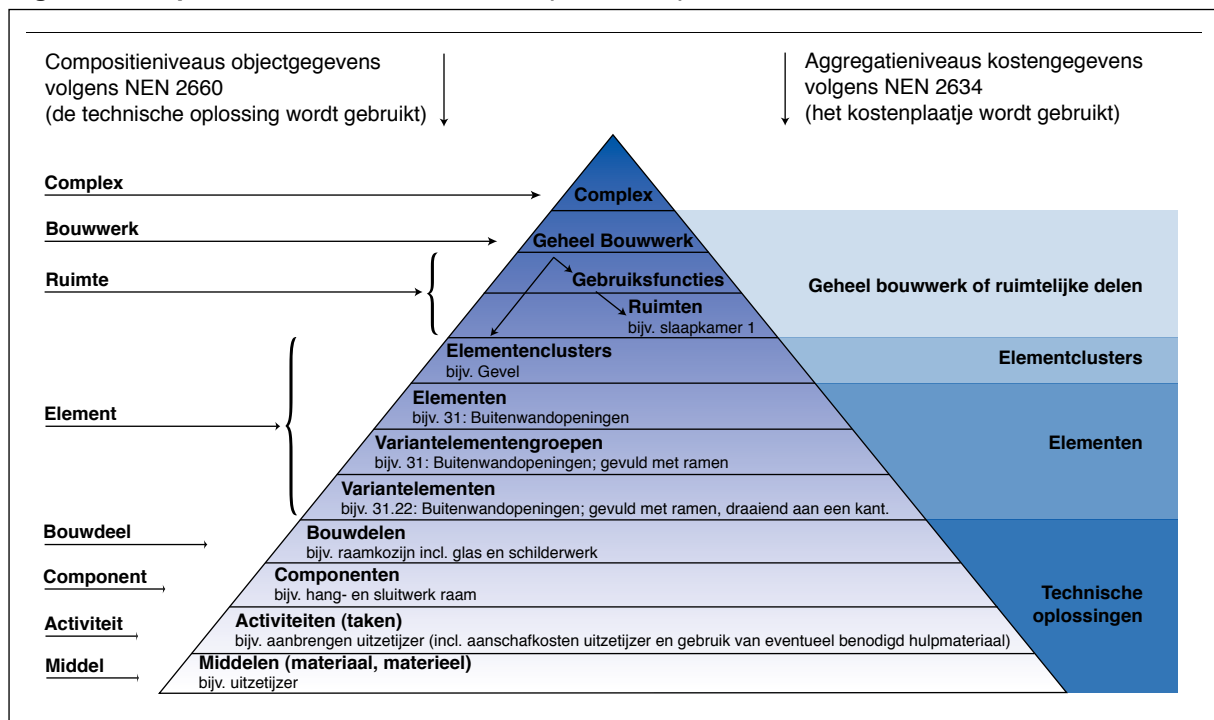 Compositieniveaus objectgegevens
volgens NEN 2660
(de technische oplossing wordt gebruikt)
Aggregatieniveaus kostengegevens
volgens NEN 2634
(het kostenplaatje wordt gebruikt)
Complex
Bouwwerk
Ruimte
Element
Bouwdeel
Component
Activiteit
Middel
Complex
Geheel Bouwwerk
Gebruiksfuncties
Ruimten
bijv. slaapkamer 1
Elementenclusters
bijv. Gevel
Elementen
bijv. 31: Buitenwandopeningen
Variantelementengroepen
bijv. 31: Buitenwandopeningen; gevuld met ramen
Variantelementen
bijv. 31.22: Buitenwandopeningen; gevuld met ramen, draaiend aan een kant.
Bouwdelen
bijv. raamkozijn incl. glas en schilderwerk
Componenten
bijv. hang- en sluitwerk raam
Activiteiten (taken)
bijv. aanbrengen uitzetijzer (incl. aanschafkosten uitzetijzer en gebruik van eventueel benodigd hulpmateriaal)
Middelen (materiaal, materieel)
bijv. uitzetijzer
Geheel bouwwerk of ruimtelijke delen
Elementclusters
Elementen
Technische
oplossingen